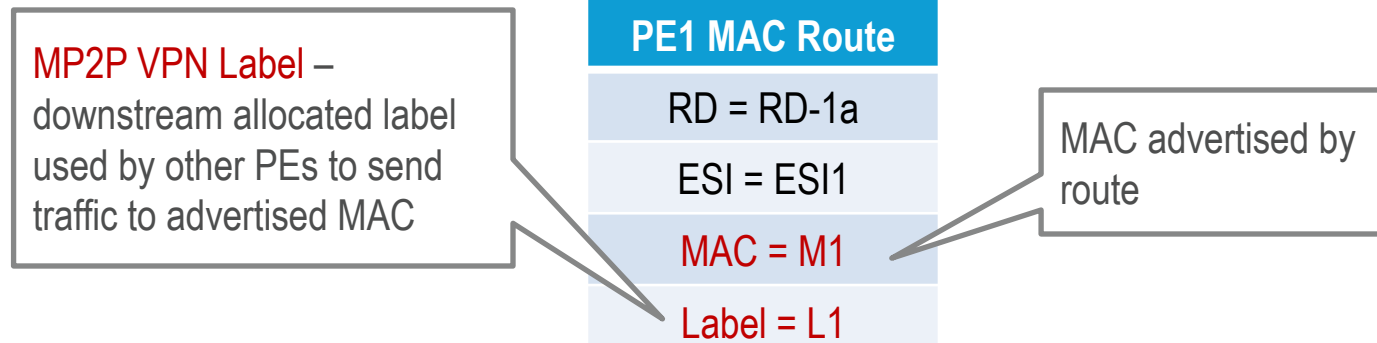 MP2P VPN Label –
downstream allocated label
used by other PEs to send
traffic to advertised MAC
PE1 MAC Route
RD = RD-1a
ESI = ESI1
MAC = M1
Label = L1
MAC advertised by
route